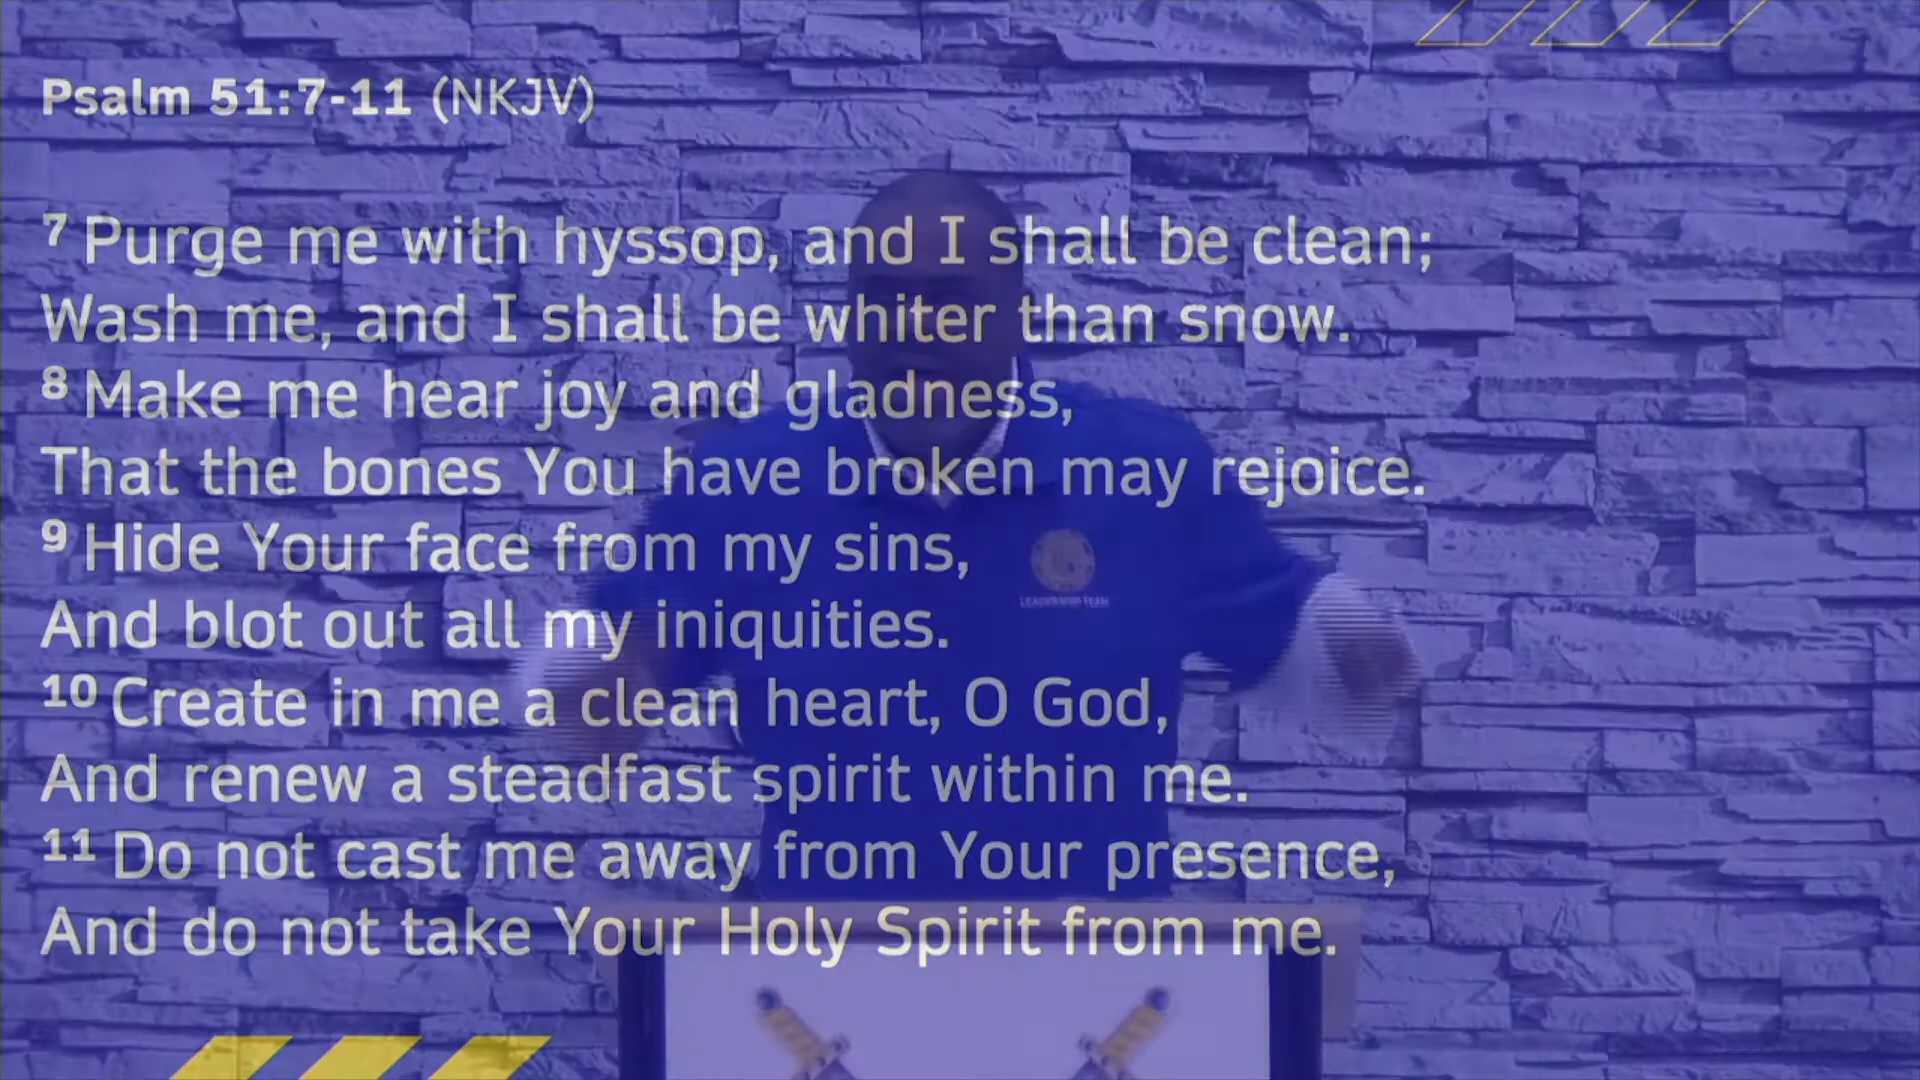 Psalm 51:7-11 (NKJV)
7 Purge me with hyssop, and I shall be clean;
Wash me, and I shall be whiter than snow.
8 Make me hear joy and gladness,
That the bones You have broken may rejoice.
9 Hide Your face from my sins,
And blot out all my iniquities.
10 Create in me a clean heart, O God,
And renew a steadfast spirit within me.
11 Do not cast me away from Your presence,
And do not take Your Holy Spirit from me.
LEADERSHIP TEAM